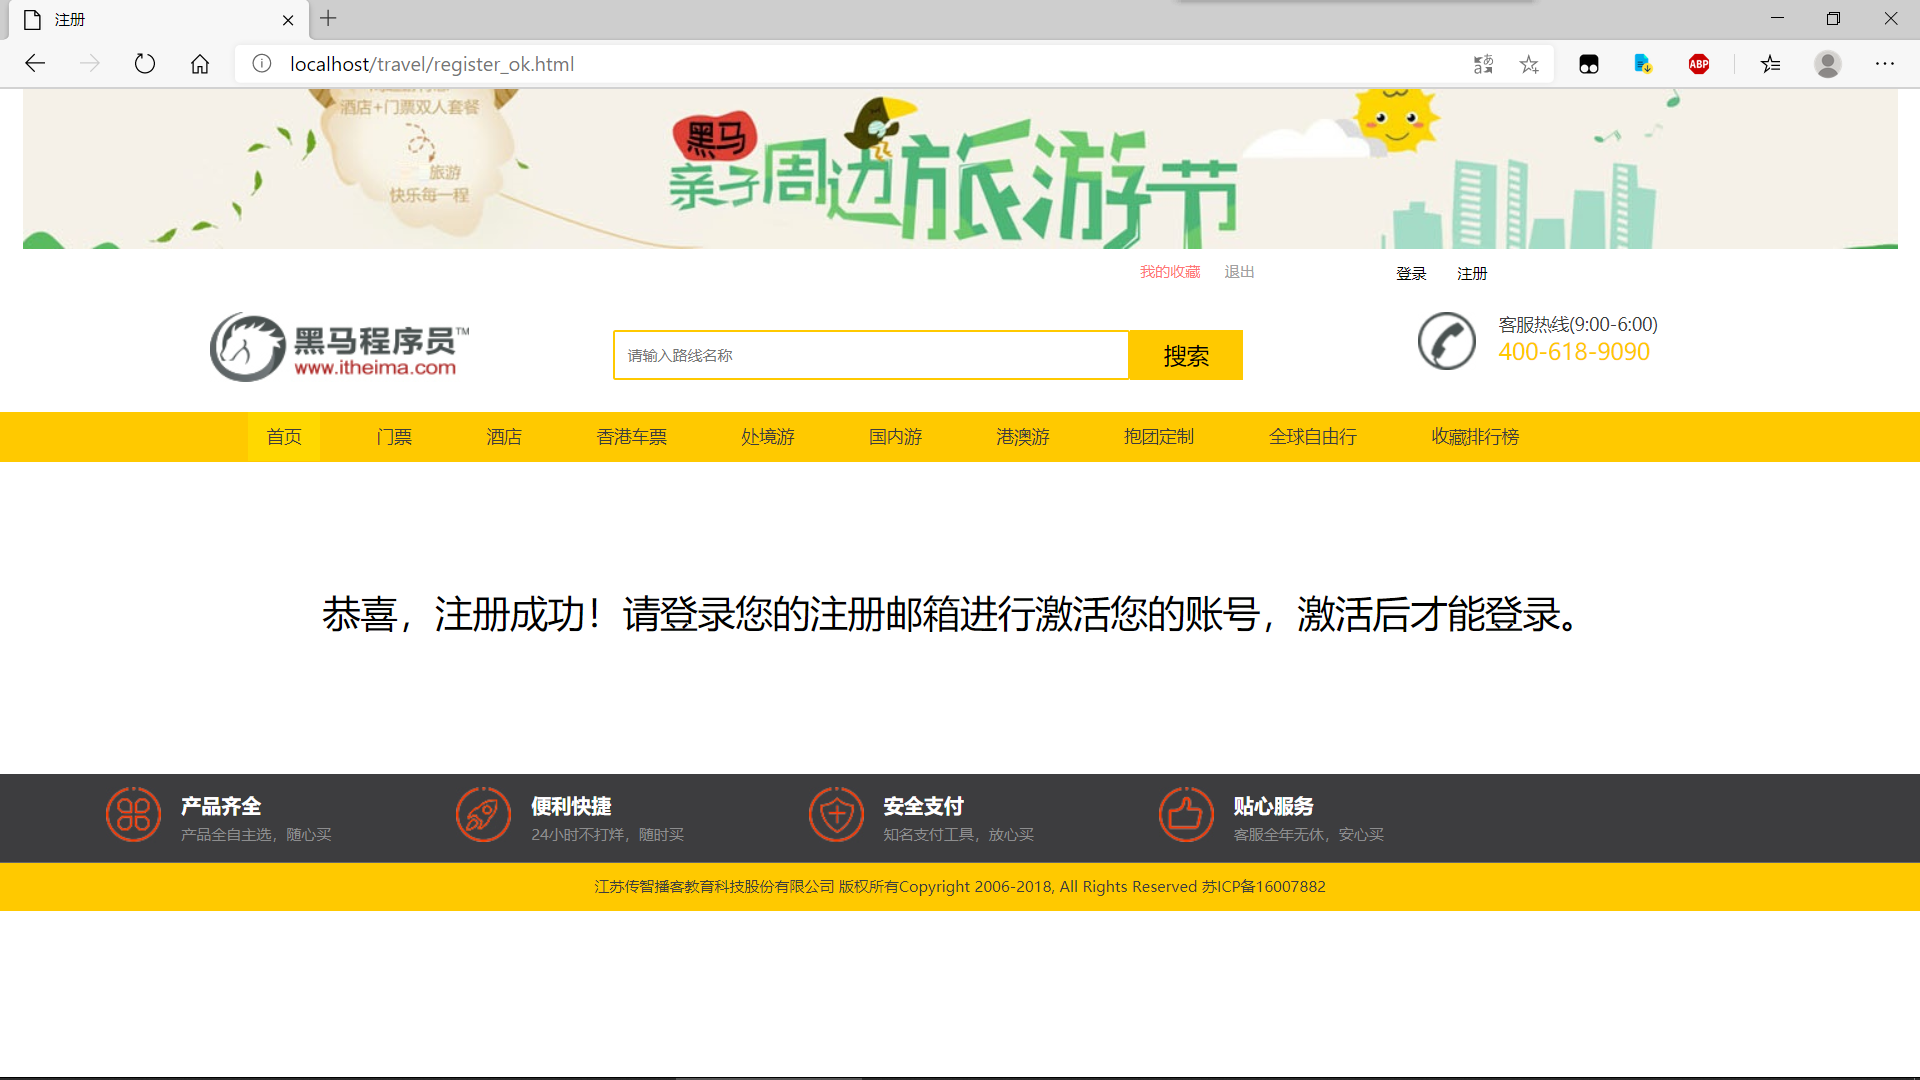 注册
localhost/travel/register_ok.html
ABP
酒店+门票双人套餐
旅游
快乐每一程
黑马
亲子周边旅游节
我的收藏 退出 登录 注册
黑马程序员™
www.itheima.com
请输入路线名称
搜索
客服热线(9:00-6:00)
400-618-9090
首页 门票 酒店 香港车票 处境游 国内游 港澳游 抱团定制 全球自由行 收藏排行榜
恭喜，注册成功！请登录您的注册邮箱进行激活您的账号，激活后才能登录。
产品齐全
产品全自主选，随心买
便利快捷
24小时不打烊，随时买
安全支付
知名支付工具，放心买
贴心服务
客服全年无休，安心买
江苏传智播客教育科技股份有限公司 版权所有Copyright 2006-2018, All Rights Reserved 苏ICP备16007882